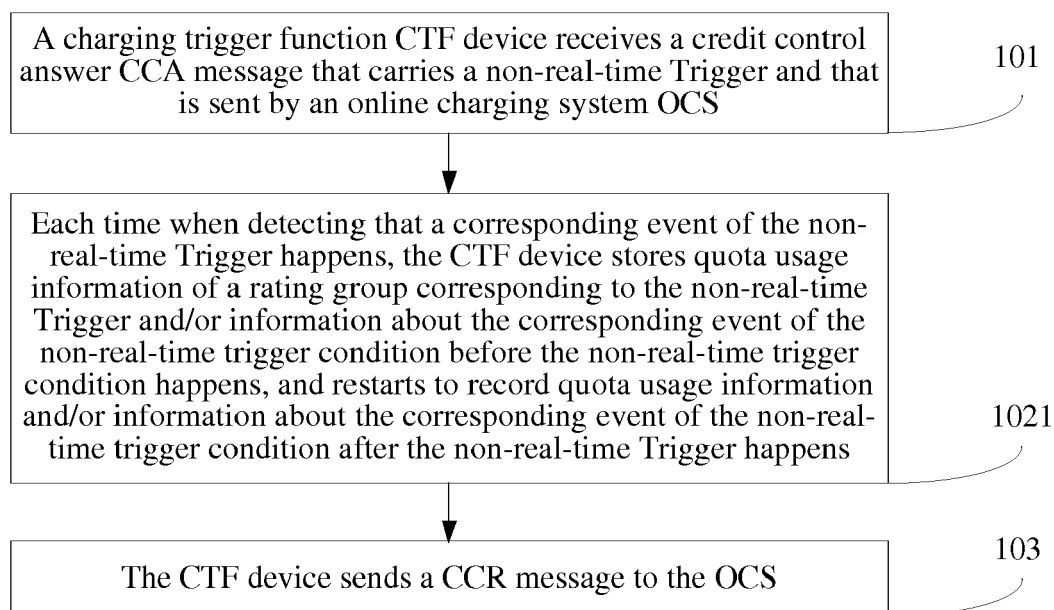 A charging trigger function CTF device receives a credit control
answer CCA message that carries a non-real-time Trigger and that
is sent by an online charging system OCS
101
Each time when detecting that a corresponding event of the non-
real-time Trigger happens, the CTF device stores quota usage
information of a rating group corresponding to the non-real-time
Trigger and/or information about the corresponding event of the
non-real-time trigger condition before the non-real-time trigger
condition happens, and restarts to record quota usage information
and/or information about the corresponding event of the non-real-
time trigger condition after the non-real-time Trigger happens
1021
The CTF device sends a CCR message to the OCS
103